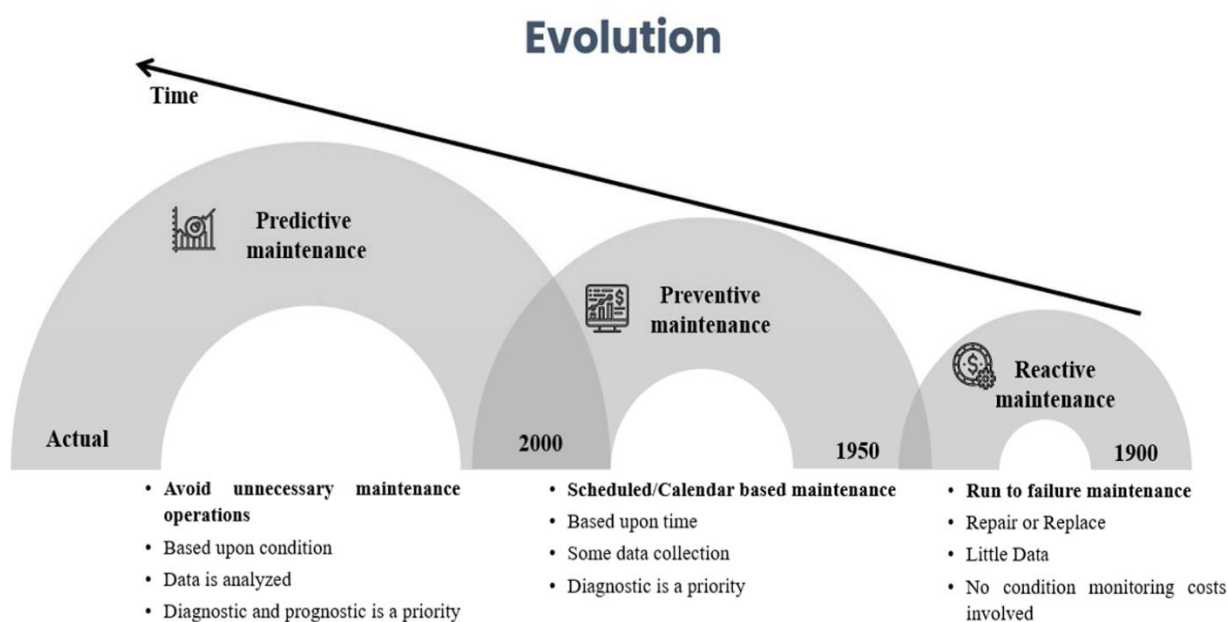 Evolution
Time
Predictive
maintenance
Preventive
maintenance
Reactive
maintenance
Actual
2000
1950
1900
• Avoid unnecessary maintenance
operations
• Based upon condition
• Data is analyzed
• Diagnostic and prognostic is a priority
• Scheduled/Calendar based maintenance
• Based upon time
• Some data collection
• Diagnostic is a priority
• Run to failure maintenance
• Repair or Replace
• Little Data
• No condition monitoring costs
involved